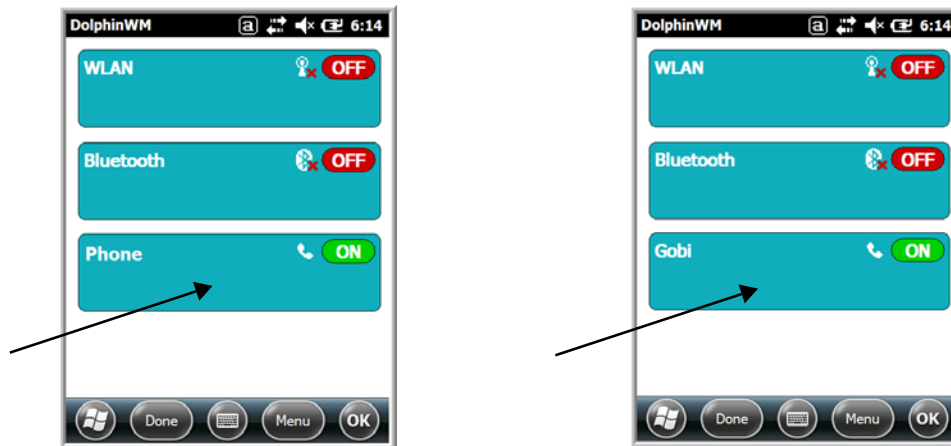 DolphinWM a 6:14
WLAN OFF
Bluetooth OFF
Phone ON
Done Menu OK
DolphinWM a 6:14
WLAN OFF
Bluetooth OFF
Gobi ON
Done Menu OK